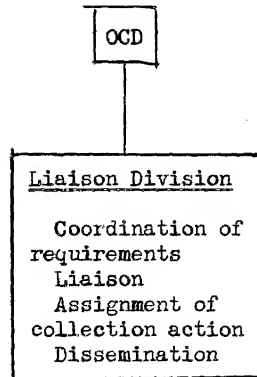 OCD
Liaison Division
Coordination of
requirements
Liaison
Assignment of
collection action
Dissemination